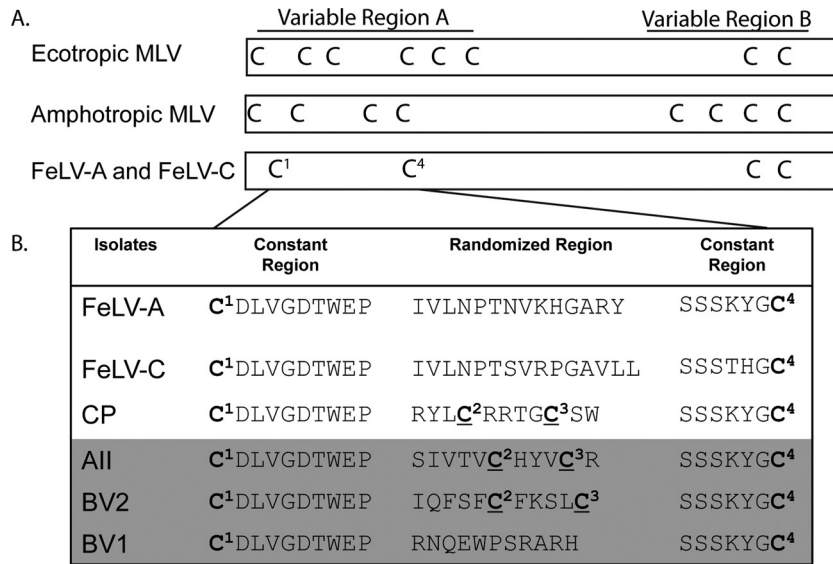 A.
Variable Region A Variable Region B
Ecotropic MLV C C C C C C C C
Amphotropic MLV C C C C C C C C
FeLV-A and FeLV-C C¹ C⁴ C C
B.
Isolates Constant Region Randomized Region Constant Region
FeLV-A C¹DLVGDTWEP IVLNPTNVKHGARY SSSKYGC⁴
FeLV-C C¹DLVGDTWEP IVLNPTSVRPGAVLL SSSTHGC⁴
CP C¹DLVGDTWEP RYLC²RRTGC³SW SSSKYGC⁴
AII C¹DLVGDTWEP SIVTVC²HYVC³R SSSKYGC⁴
BV2 C¹DLVGDTWEP IQFSFC²FKSLC³ SSSKYGC⁴
BV1 C¹DLVGDTWEP RNQEWPSRARH SSSKYGC⁴